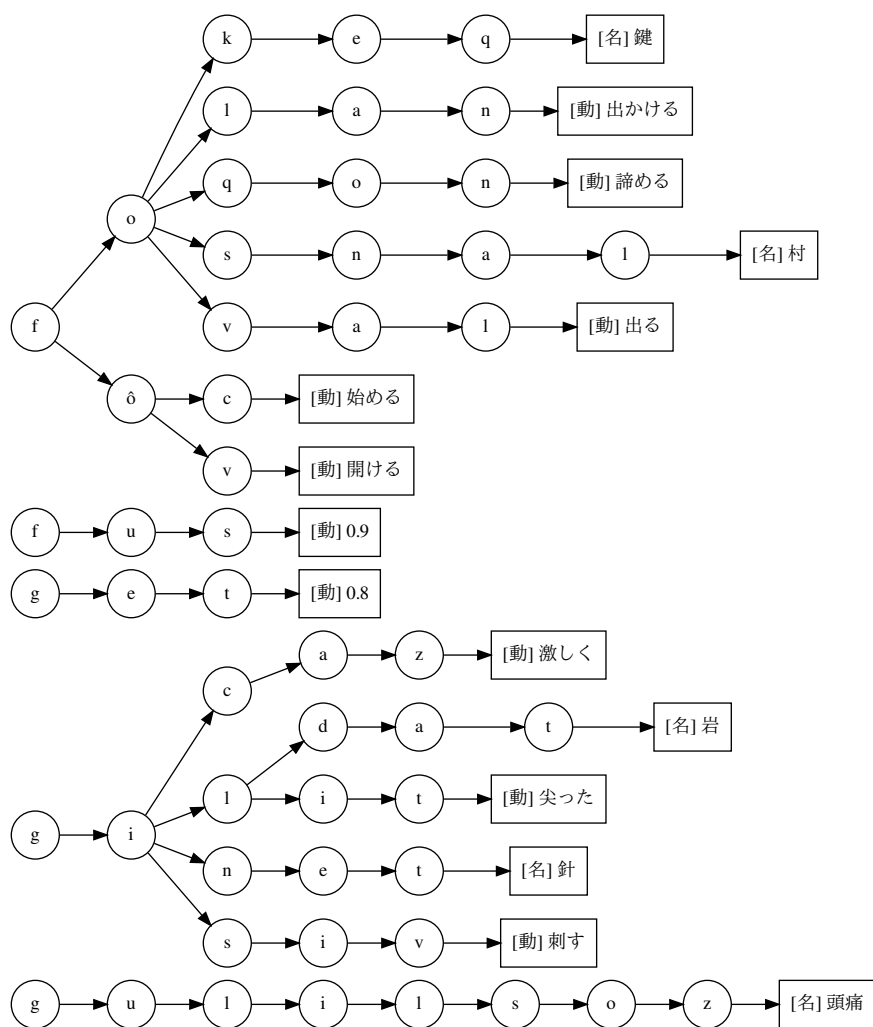 k e q [名] 鍵
l a n [動] 出かける
q o n [動] 諦める
o
s n a l [名] 村
f v a l [動] 出る
ô c [動] 始める
v [動] 開ける
f u s [動] 0.9
g e t [動] 0.8
a z [動] 激しく
c
d a t [名] 岩
l i t [動] 尖った
g i
n e t [名] 針
s i v [動] 刺す
g u l i l s o z [名] 頭痛